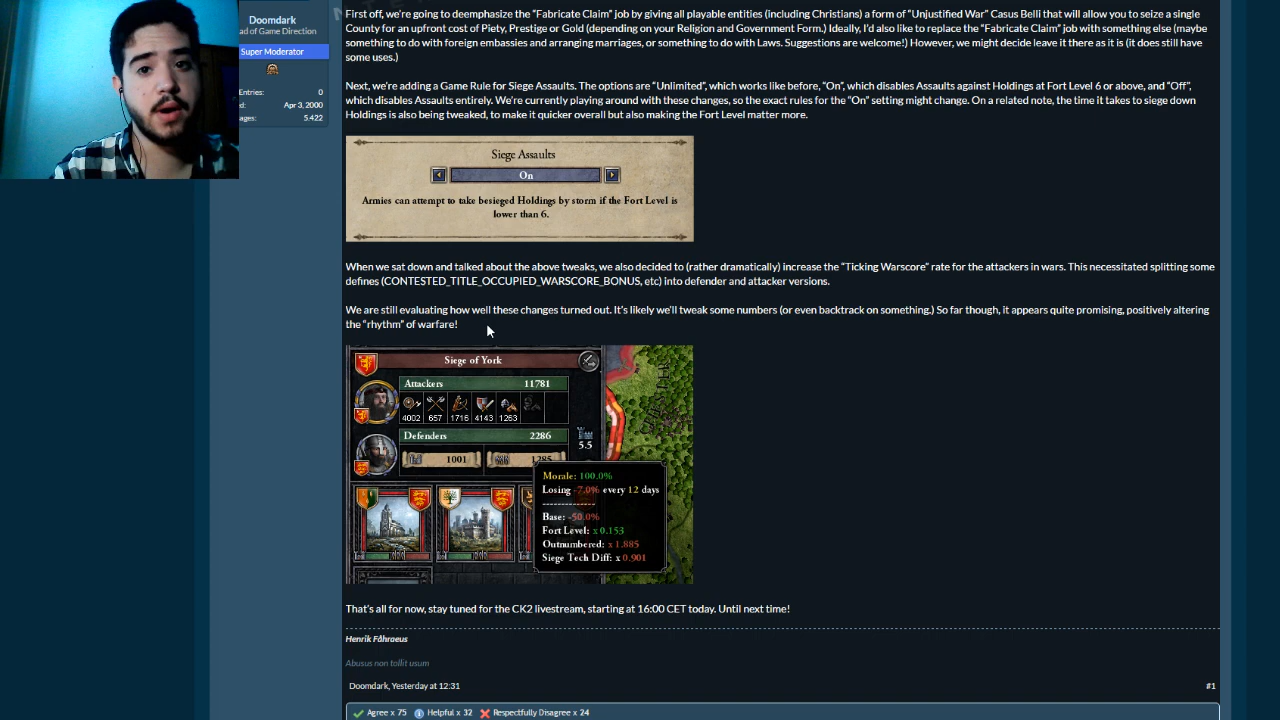 Doomdark
ad of Game Direction
Super Moderator
Entries: 0
d: Apr 3, 2000
ages: 5.422
First off, we're going to deemphasize the "Fabricate Claim" job by giving all playable entities (including Christians) a form of "Unjustified War" Casus Belli that will allow you to seize a single
County for an upfront cost of Piety, Prestige or Gold (depending on your Religion and Government Form.) Ideally, I'd also like to replace the "Fabricate Claim" job with something else (maybe
something to do with foreign embassies and arranging marriages, or something to do with Laws. Suggestions are welcome!) However, we might decide leave it there as it is (it does still have
some uses.)
Next, we're adding a Game Rule for Siege Assaults. The options are "Unlimited", which works like before, "On", which disables Assaults against Holdings at Fort Level 6 or above, and "Off",
which disables Assaults entirely. We're currently playing around with these changes, so the exact rules for the "On" setting might change. On a related note, the time it takes to siege down
Holdings is also being tweaked, to make it quicker overall but also making the Fort Level matter more.
Siege Assaults
On
Armies can attempt to take besieged Holdings by storm if the Fort Level is
lower than 6.
When we sat down and talked about the above tweaks, we also decided to (rather dramatically) increase the "Ticking Warscore" rate for the attackers in wars. This necessitated splitting some
defines (CONTESTED_TITLE_OCCUPIED_WARSCORE_BONUS, etc) into defender and attacker versions.
We are still evaluating how well these changes turned out. It's likely we'll tweak some numbers (or even backtrack on something.) So far though, it appears quite promising, positively altering
the "rhythm" of warfare!
Siege of York
Attackers 11781
4002 657 1716 4143 1263
Defenders 2286
5.5
1001 1285
Morale: 100.0%
Losing -7.0% every 12 days
--------------
Base: -50.0%
Fort Level: x 0.153
Outnumbered: x 1.885
Siege Tech Diff: x 0.901
That's all for now, stay tuned for the CK2 livestream, starting at 16:00 CET today. Until next time!
Henrik Fåhraeus
Abusus non tollit usum
Doomdark, Yesterday at 12:31 #1
Agree x 75 Helpful x 32 Respectfully Disagree x 24